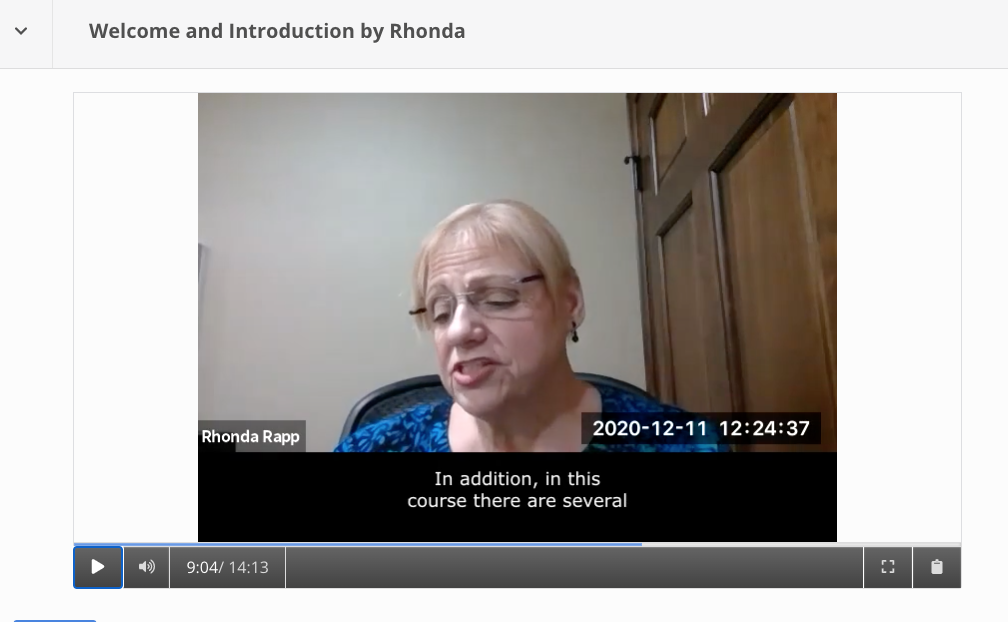 Welcome and Introduction by Rhonda
Rhonda Rapp
2020-12-11 12:24:37
In addition, in this
course there are several
9:04/ 14:13